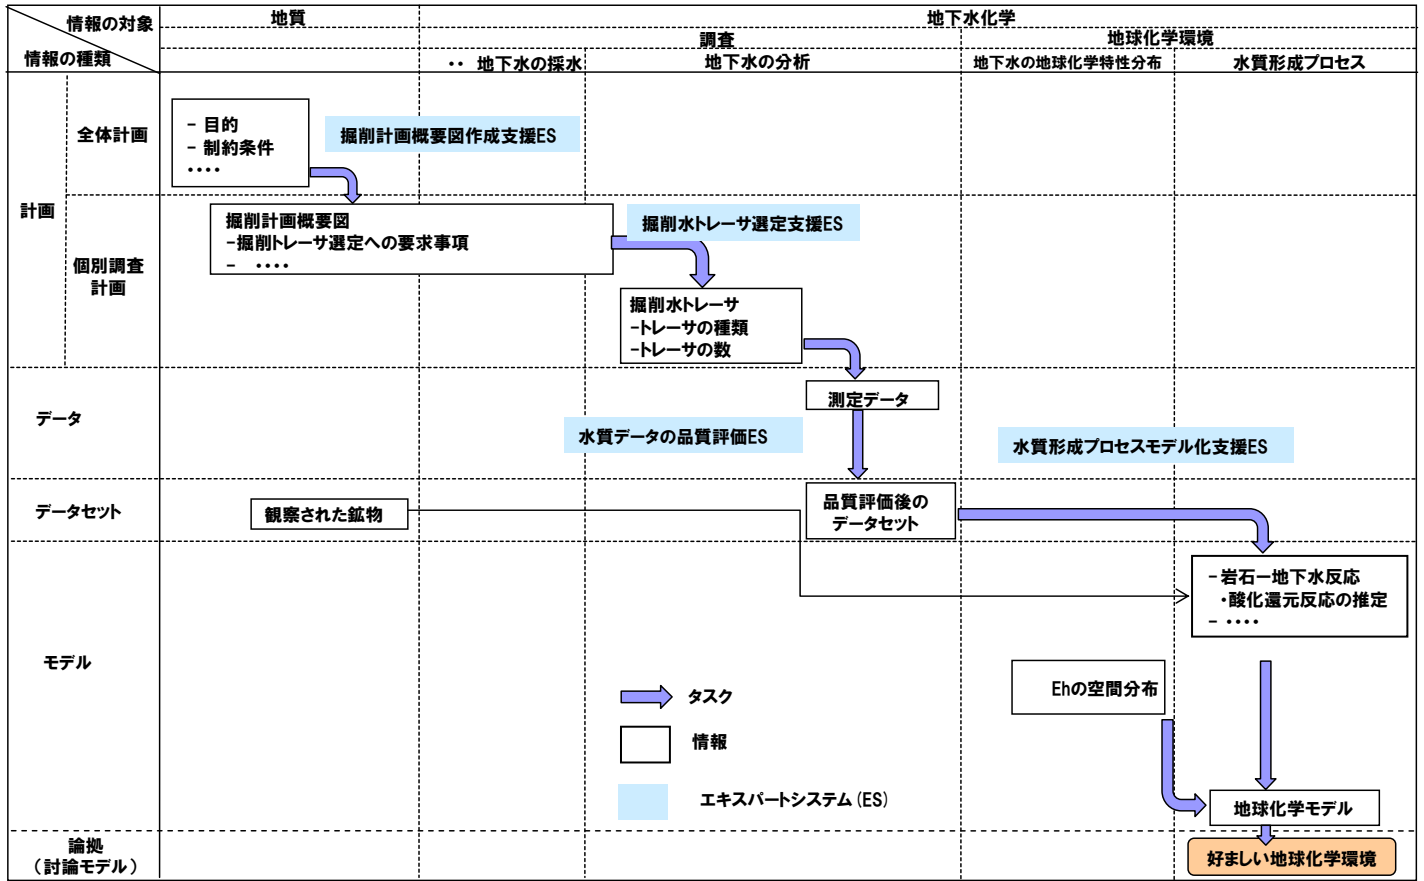 情報の対象
情報の種類
地質
地下水化学
調査
地球化学環境
‥ 地下水の採水
地下水の分析
地下水の地球化学特性分布
水質形成プロセス
計画
全体計画
- 目的
- 制約条件
････
掘削計画概要図作成支援ES
個別調査
計画
掘削計画概要図
-掘削トレーサ選定への要求事項
- ････
掘削水トレーサ選定支援ES
掘削水トレーサ
-トレーサの種類
-トレーサの数
データ
測定データ
水質データの品質評価ES
水質形成プロセスモデル化支援ES
データセット
観察された鉱物
品質評価後の
データセット
モデル
-岩石ー地下水反応
・酸化還元反応の推定
- ････
Ehの空間分布
タスク
情報
エキスパートシステム(ES)
地球化学モデル
論拠
(討論モデル)
好ましい地球化学環境